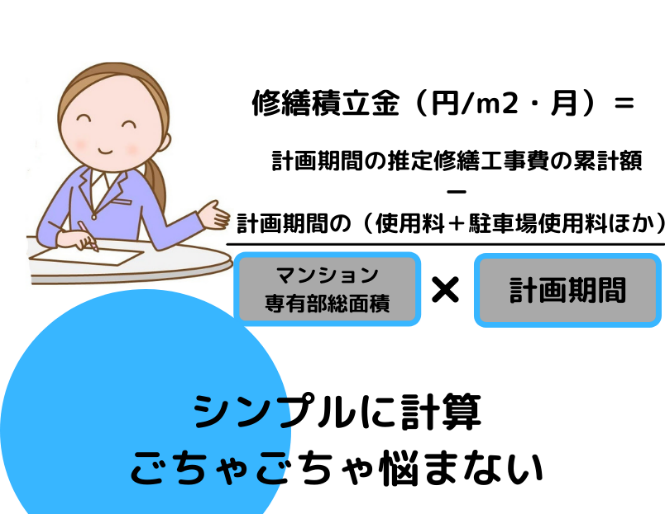 修繕積立金（円/m2・月）＝
計画期間の推定修繕工事費の累計額
ー
計画期間の（使用料＋駐車場使用料ほか）
マンション
専有部総面積
×
計画期間
シンプルに計算
ごちゃごちゃ悩まない